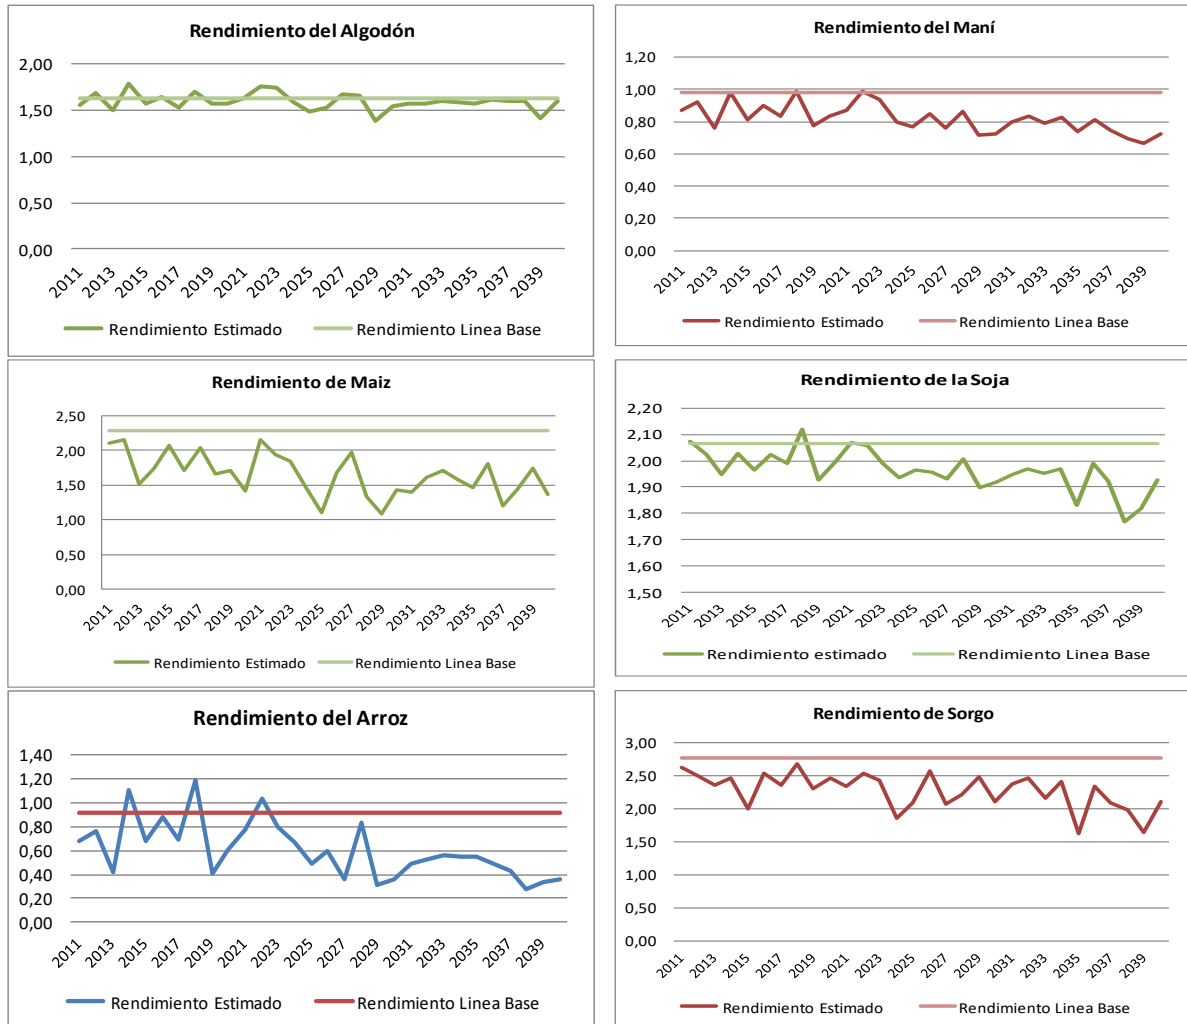 Rendimiento del Algodón
2,00
1,50
1,00
0,50
0,00
2011 2013 2015 2017 2019 2021 2023 2025 2027 2029 2031 2033 2035 2037 2039
Rendimiento Estimado Rendimiento Linea Base
Rendimiento del Maní
1,20
1,00
0,80
0,60
0,40
0,20
0,00
2011 2013 2015 2017 2019 2021 2023 2025 2027 2029 2031 2033 2035 2037 2039
Rendimiento Estimado Rendimiento Linea Base
Rendimiento de Maiz
2,50
2,00
1,50
1,00
0,50
0,00
2011 2013 2015 2017 2019 2021 2023 2025 2027 2029 2031 2033 2035 2037 2039
Rendimiento Estimado Rendimiento Linea Base
Rendimiento de la Soja
2,20
2,10
2,00
1,90
1,80
1,70
1,60
1,50
2011 2013 2015 2017 2019 2021 2023 2025 2027 2029 2031 2033 2035 2037 2039
Rendimiento estimado Rendimiento Linea Base
Rendimiento del Arroz
1,40
1,20
1,00
0,80
0,60
0,40
0,20
0,00
2011 2013 2015 2017 2019 2021 2023 2025 2027 2029 2031 2033 2035 2037 2039
Rendimiento Estimado Rendimiento Linea Base
Rendimiento de Sorgo
3,00
2,50
2,00
1,50
1,00
0,50
0,00
2011 2013 2015 2017 2019 2021 2023 2025 2027 2029 2031 2033 2035 2037 2039
Rendimiento Estimado Rendimiento Linea Base